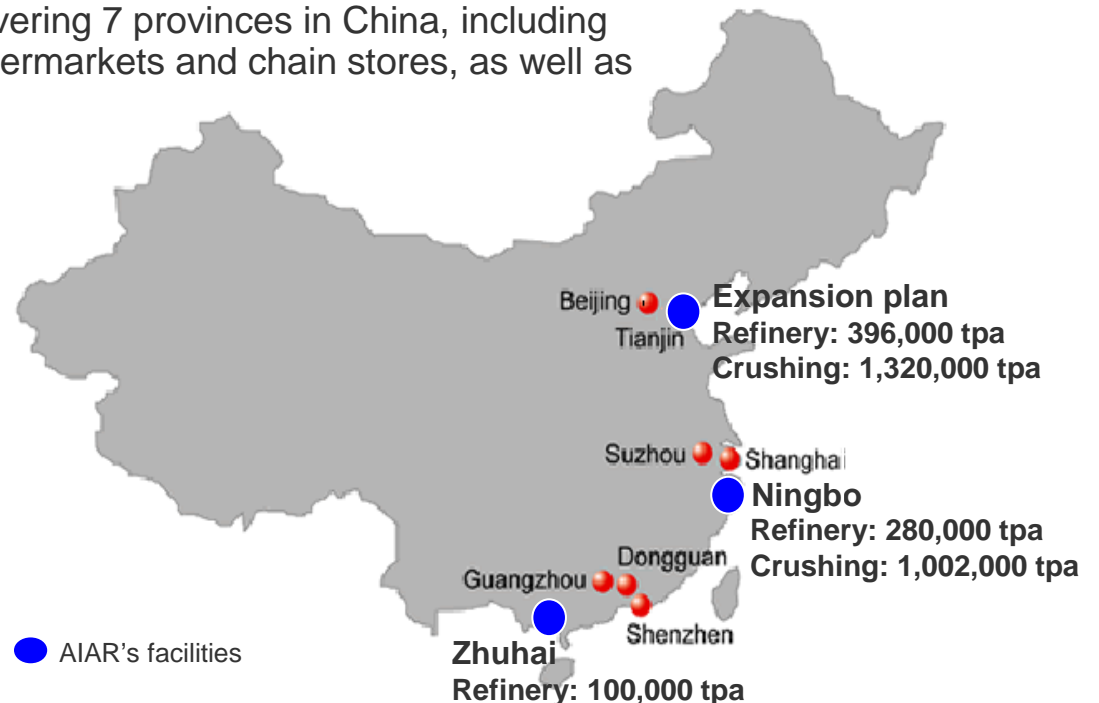 vering 7 provinces in China, including
ermarkets and chain stores, as well as
Beijing
Tianjin
Expansion plan
Refinery: 396,000 tpa
Crushing: 1,320,000 tpa
Suzhou
Shanghai
Ningbo
Refinery: 280,000 tpa
Crushing: 1,002,000 tpa
Dongguan
Guangzhou
Shenzhen
Zhuhai
Refinery: 100,000 tpa
AIAR's facilities